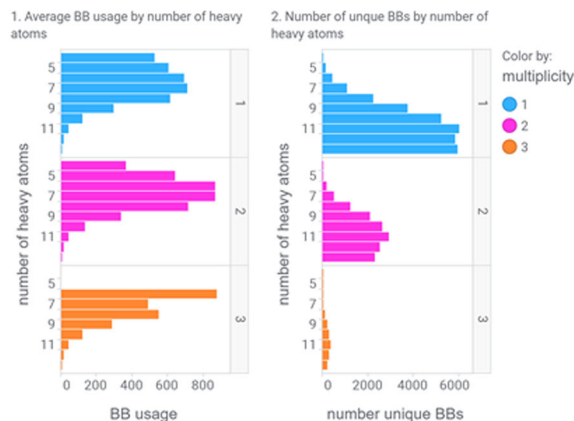 1. Average BB usage by number of heavy
atoms
2. Number of unque BBs by number of
heavy atoms
Color by:
multiplicity
1
2
3
number of heavy atoms
5
7
9
11
1
5
7
9
11
2
5
7
9
11
3
0 200 400 600 800
BB usage
number of heavy atoms
5
7
9
11
1
5
7
9
11
2
5
7
9
11
3
0 2000 4000 6000
number unique BBs